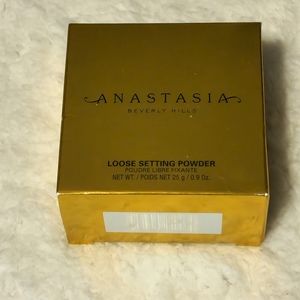 ANASTASIA
BEVERLY HILLS
LOOSE SETTING POWDER
POUDRE LIBRE FIXANTE
NET WT. / POIDS NET 25 g / 0.9 Oz.